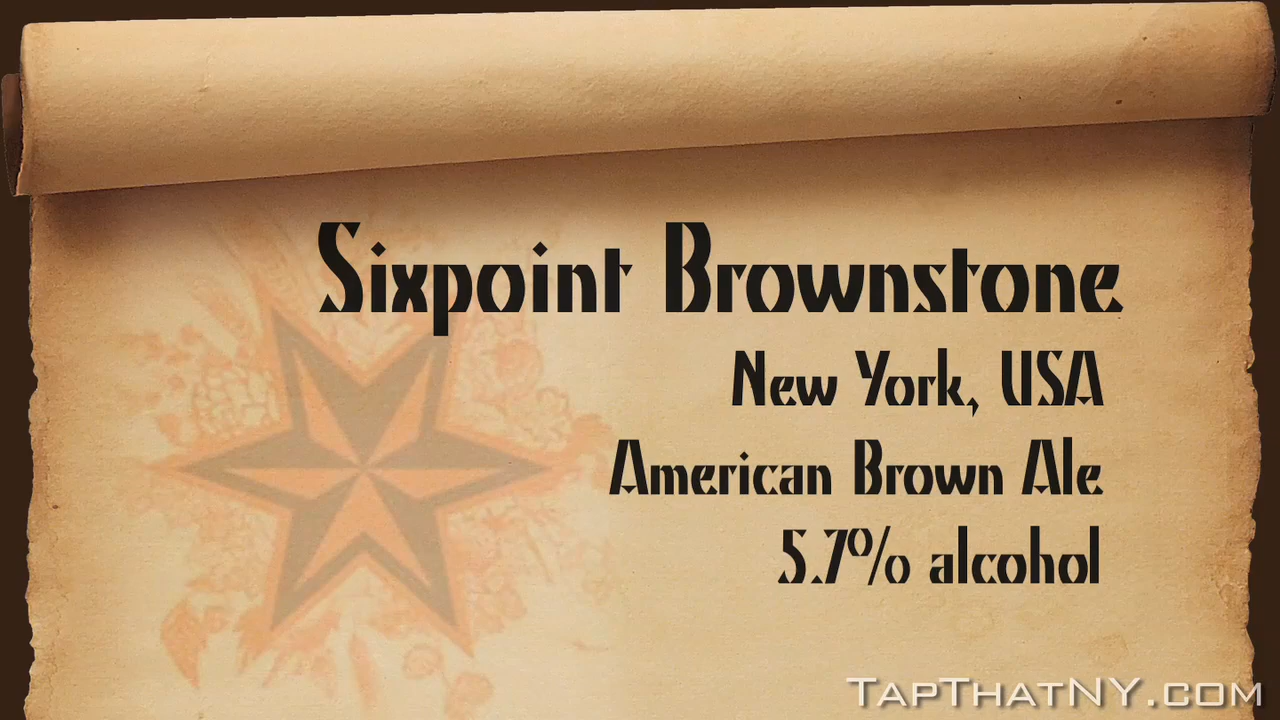 Sixpoint Brownstone
New York, USA
American Brown Ale
5.7% alcohol
TapThatNY.com